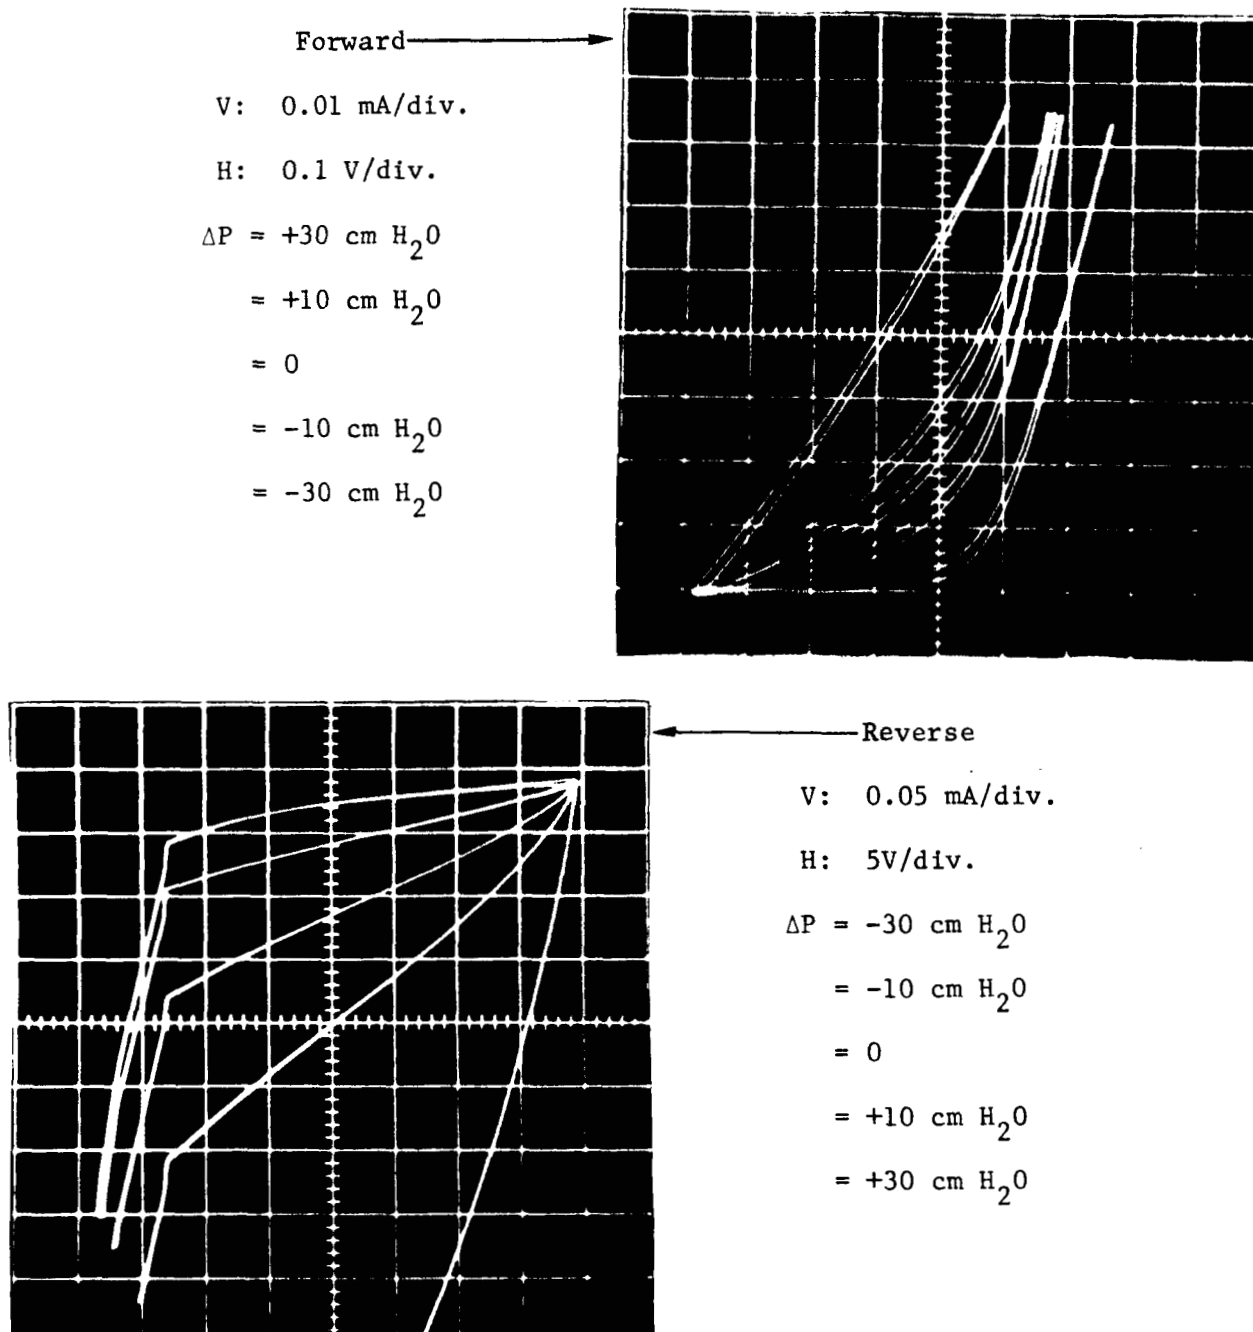 Forward
V: 0.01 mA/div.
H: 0.1 V/div.
ΔP = +30 cm H₂O
= +10 cm H₂O
= 0
= -10 cm H₂O
= -30 cm H₂O
Reverse
V: 0.05 mA/div.
H: 5V/div.
ΔP = -30 cm H₂O
= -10 cm H₂O
= 0
= +10 cm H₂O
= +30 cm H₂O